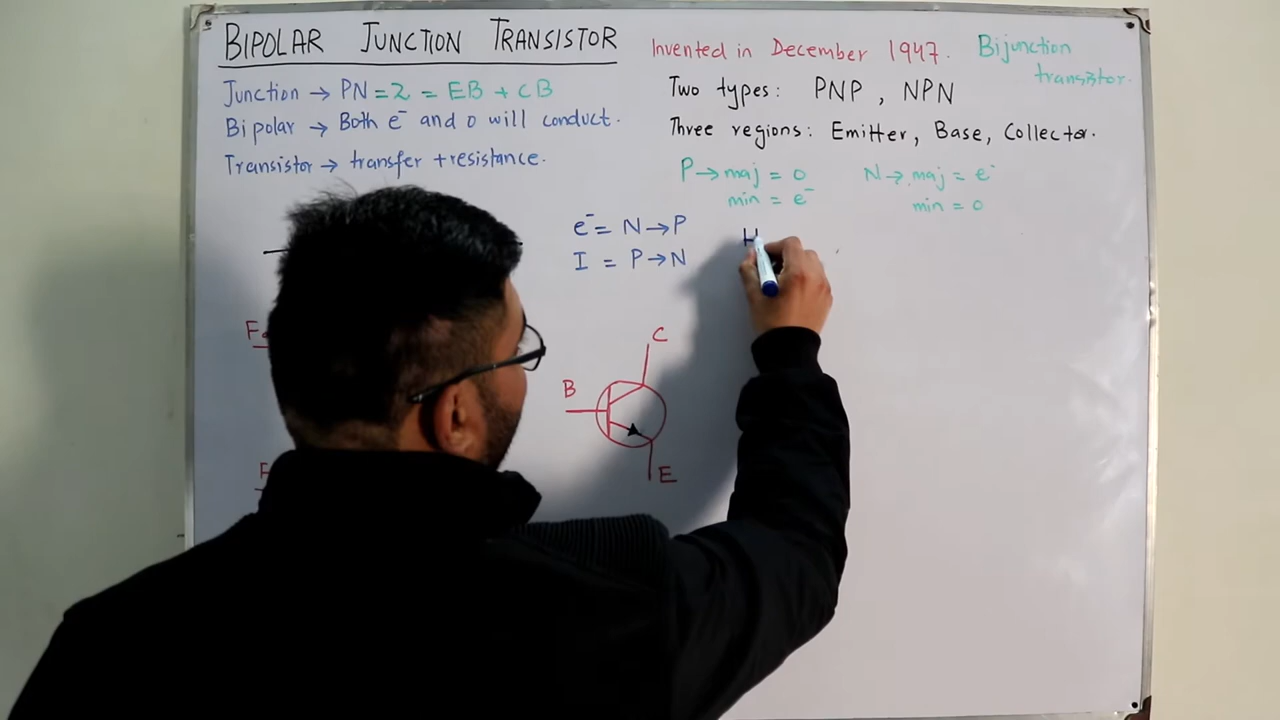 BIPOLAR JUNCTION TRANSISTOR
Invented in December 1947.
Bijunction
transistor.
Junction → PN = 2 = EB + CB
Bipolar → Both e⁻ and o will conduct.
Transistor → transfer + resistance.
Two types: PNP, NPN
Three regions: Emitter, Base, Collector.
P → maj = o
min = e⁻
N → maj = e⁻
min = o
e⁻ = N → P
I = P → N
H
C
B
E